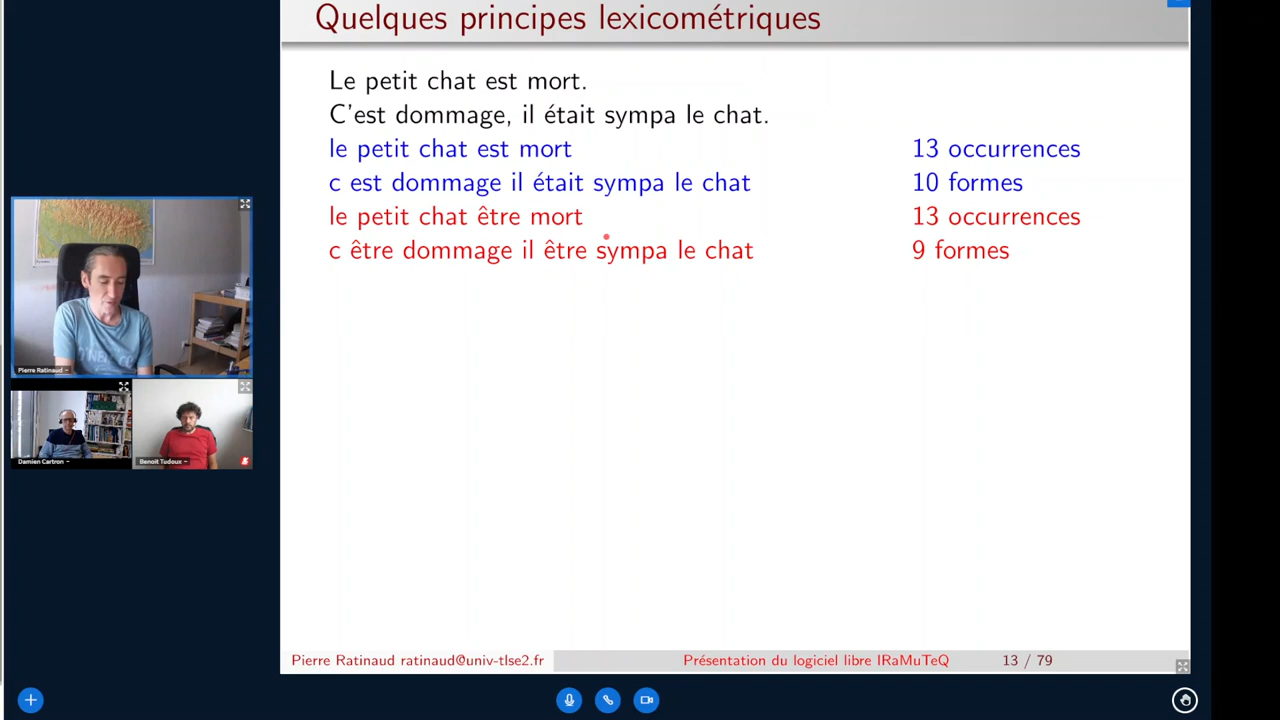 Quelques principes lexicométriques
Le petit chat est mort.
C'est dommage, il était sympa le chat.
le petit chat est mort 13 occurrences
c est dommage il était sympa le chat 10 formes
le petit chat être mort 13 occurrences
c être dommage il être sympa le chat 9 formes
Pierre Ratinaud
Damien Cartron
Benoit Tudoux
Pierre Ratinaud ratinaud@univ-tlse2.fr Présentation du logiciel libre IRaMuTeQ 13 / 79